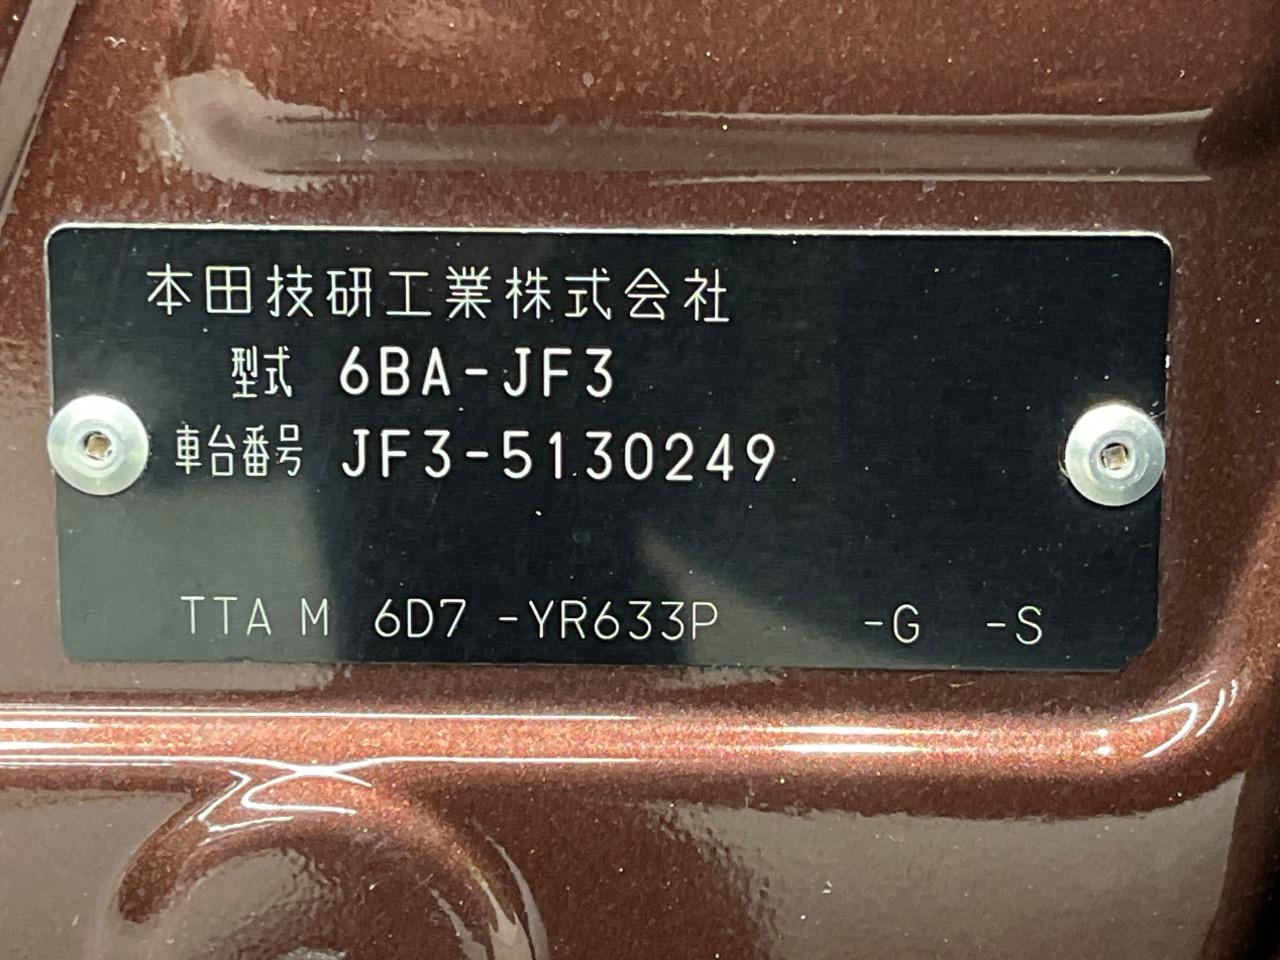 本田技研工業株式会社
型式 6BA-JF3
車台番号 JF3-5130249
TTA M 6D7 -YR633P -G -S